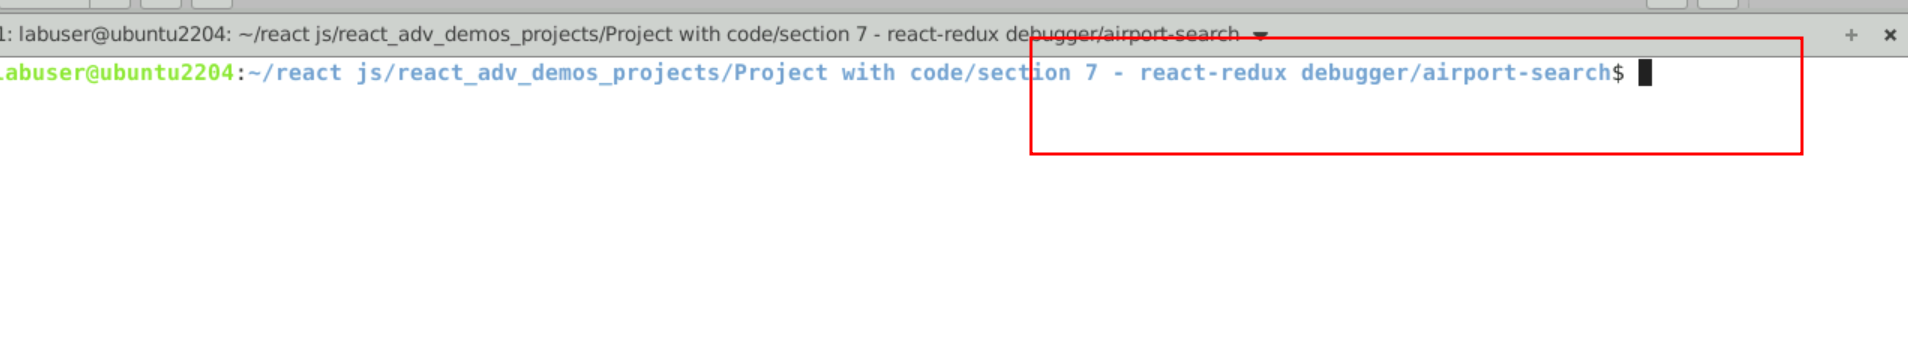 1: labuser@ubuntu2204: ~/react js/react_adv_demos_projects/Project with code/section 7 - react-redux debugger/airport-search
labuser@ubuntu2204:~/react js/react_adv_demos_projects/Project with code/section 7 - react-redux debugger/airport-search$